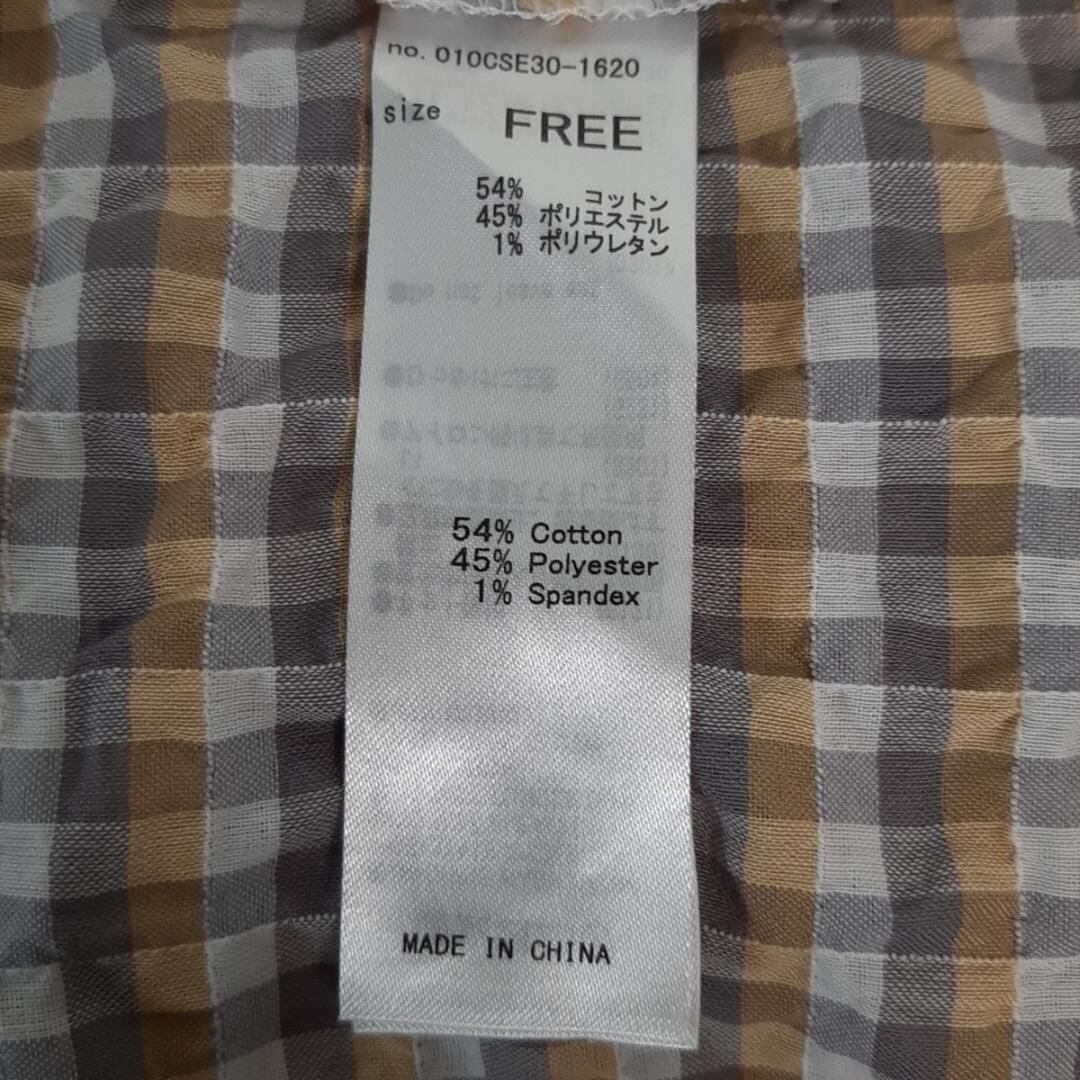 no. 010CSE30-1620
size FREE
54% コットン
45% ポリエステル
1% ポリウレタン
54% Cotton
45% Polyester
1% Spandex
MADE IN CHINA